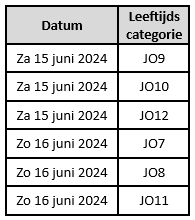 Datum Leeftijds
categorie
Za 15 juni 2024 JO9
Za 15 juni 2024 JO10
Za 15 juni 2024 JO12
Zo 16 juni 2024 JO7
Zo 16 juni 2024 JO8
Zo 16 juni 2024 JO11